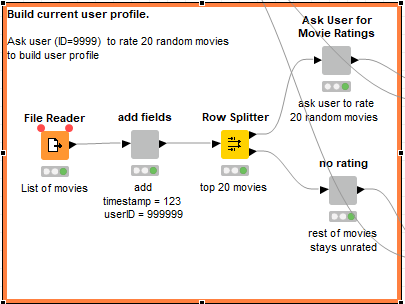 Build current user profile.
Ask user (ID=9999)  to rate 20 random movies
to build user profile
Ask User for
Movie Ratings
ask user to rate
20 random movies
File Reader
List of movies
add fields
add
timestamp = 123
userID = 999999
Row Splitter
top 20 movies
no rating
rest of movies
stays unrated